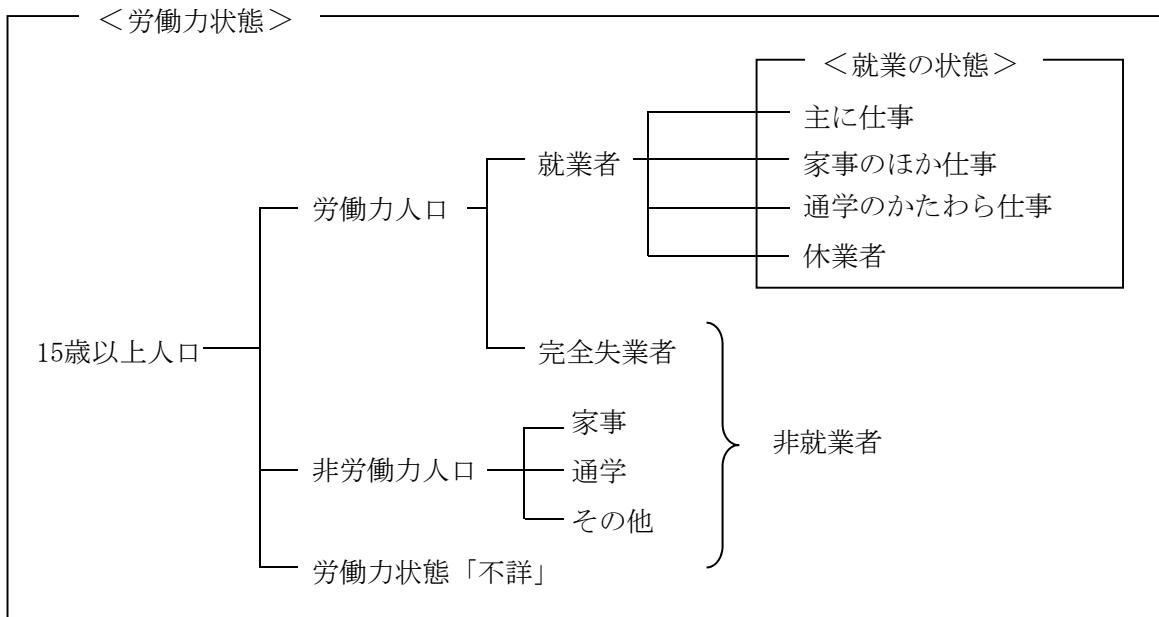 ＜労働力状態＞
＜就業の状態＞
主に仕事
就業者
家事のほか仕事
労働力人口
通学のかたわら仕事
休業者
15歳以上人口
完全失業者
家事
非就業者
非労働力人口
通学
その他
労働力状態「不詳」